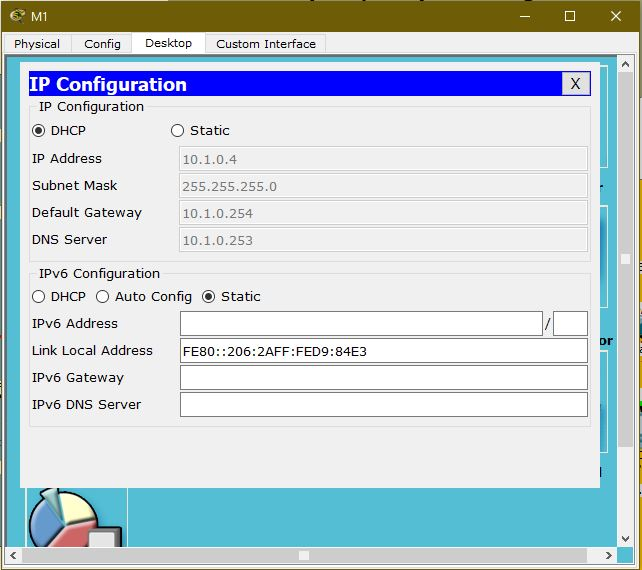 M1
Physical Config Desktop Custom Interface
IP Configuration X
IP Configuration
DHCP Static
IP Address 10.1.0.4
Subnet Mask 255.255.255.0
Default Gateway 10.1.0.254
DNS Server 10.1.0.253
IPv6 Configuration
DHCP Auto Config Static
IPv6 Address /
Link Local Address FE80::206:2AFF:FED9:84E3
IPv6 Gateway
IPv6 DNS Server